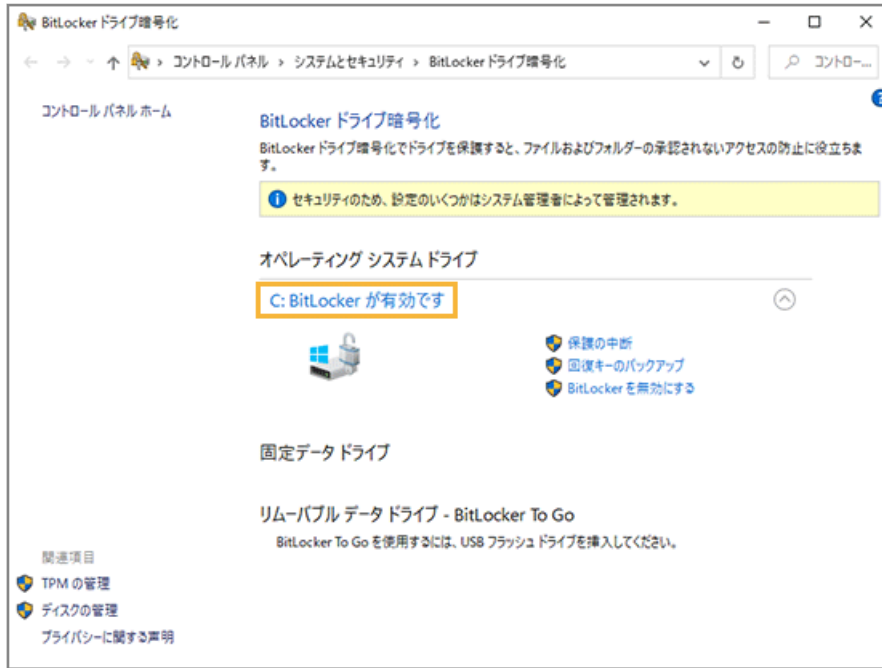 BitLocker ドライブ暗号化
コントロール パネル › システムとセキュリティ › BitLocker ドライブ暗号化
コントロー...
コントロール パネル ホーム
BitLocker ドライブ暗号化
BitLocker ドライブ暗号化でドライブを保護すると、ファイルおよびフォルダーの承認されないアクセスの防止に役立ちま
す。
セキュリティのため、設定のいくつかはシステム管理者によって管理されます。
オペレーティング システム ドライブ
C: BitLocker が有効です
保護の中断
回復キーのバックアップ
BitLocker を無効にする
固定データ ドライブ
リムーバブル データ ドライブ - BitLocker To Go
BitLocker To Go を使用するには、USB フラッシュ ドライブを挿入してください。
関連項目
TPM の管理
ディスクの管理
プライバシーに関する声明